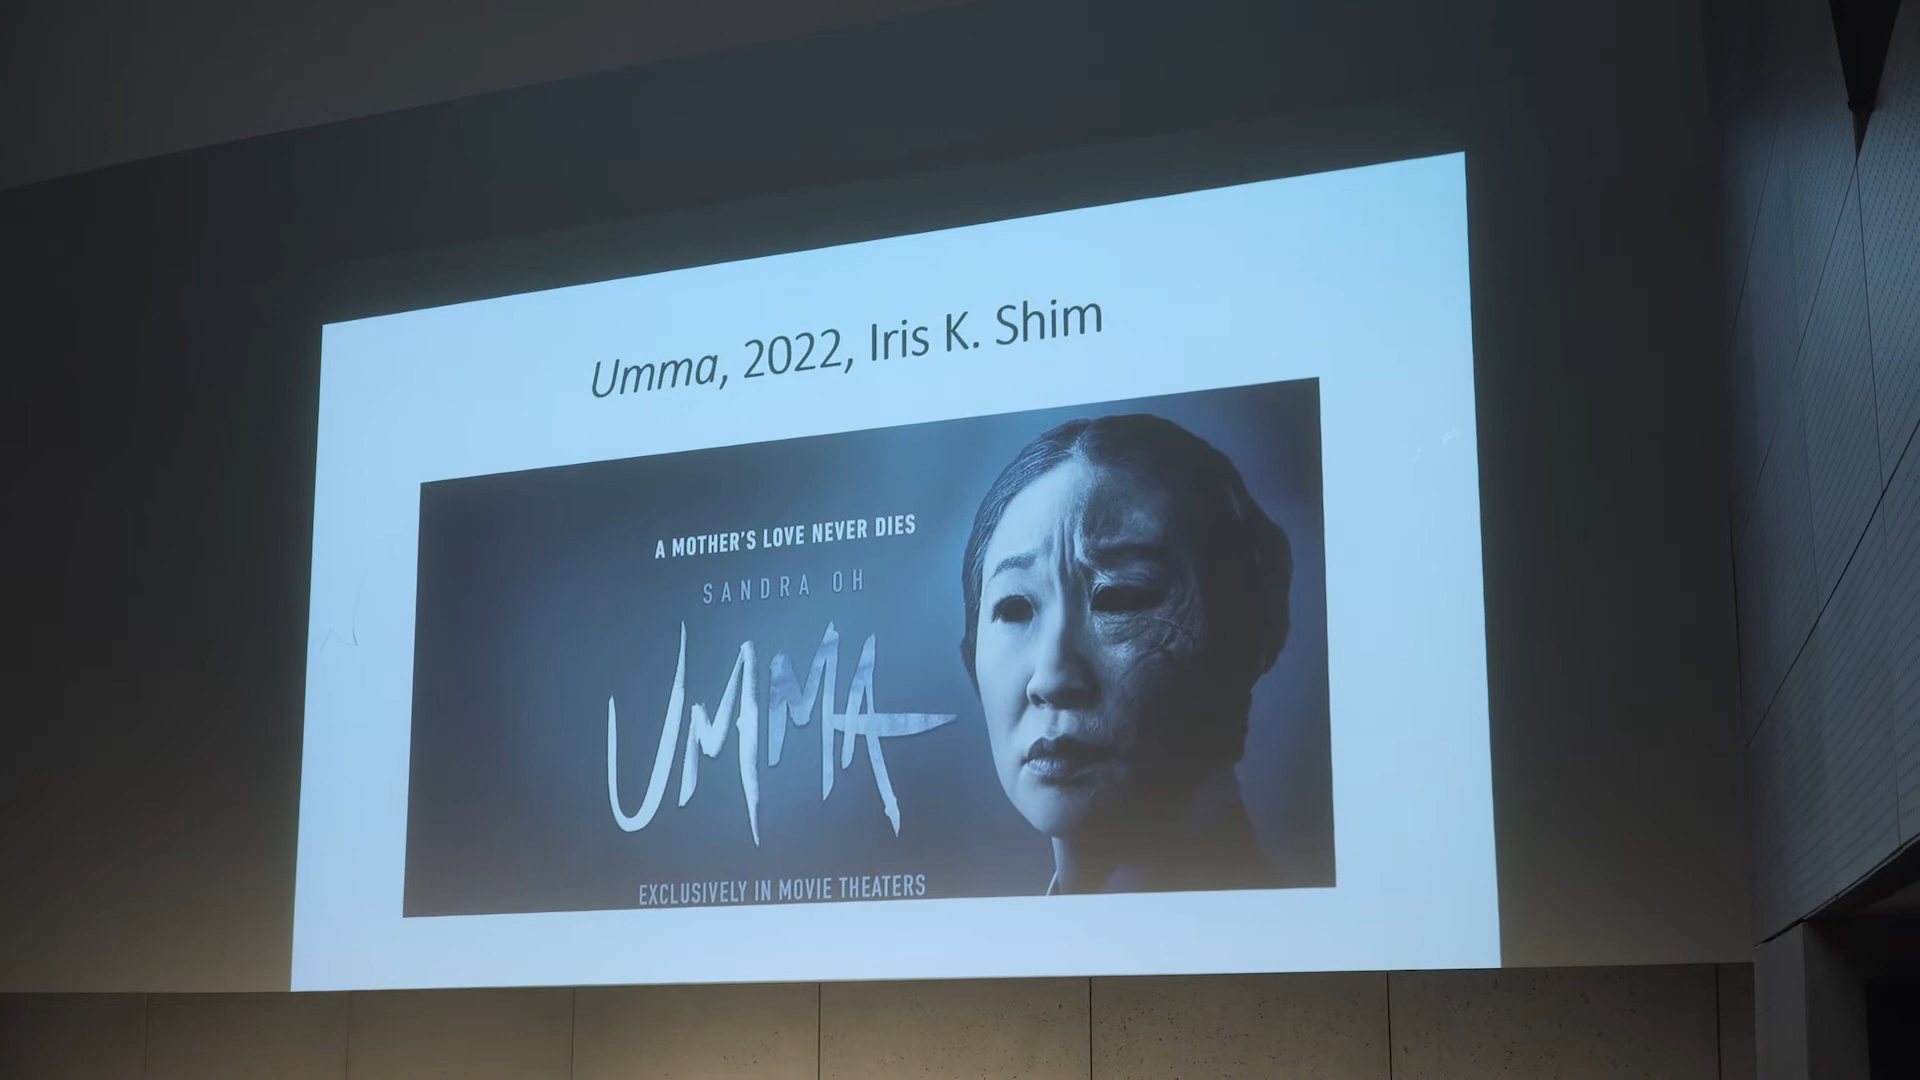 Umma, 2022, Iris K. Shim
A MOTHER'S LOVE NEVER DIES
SANDRA OH
UMMA
EXCLUSIVELY IN MOVIE THEATERS